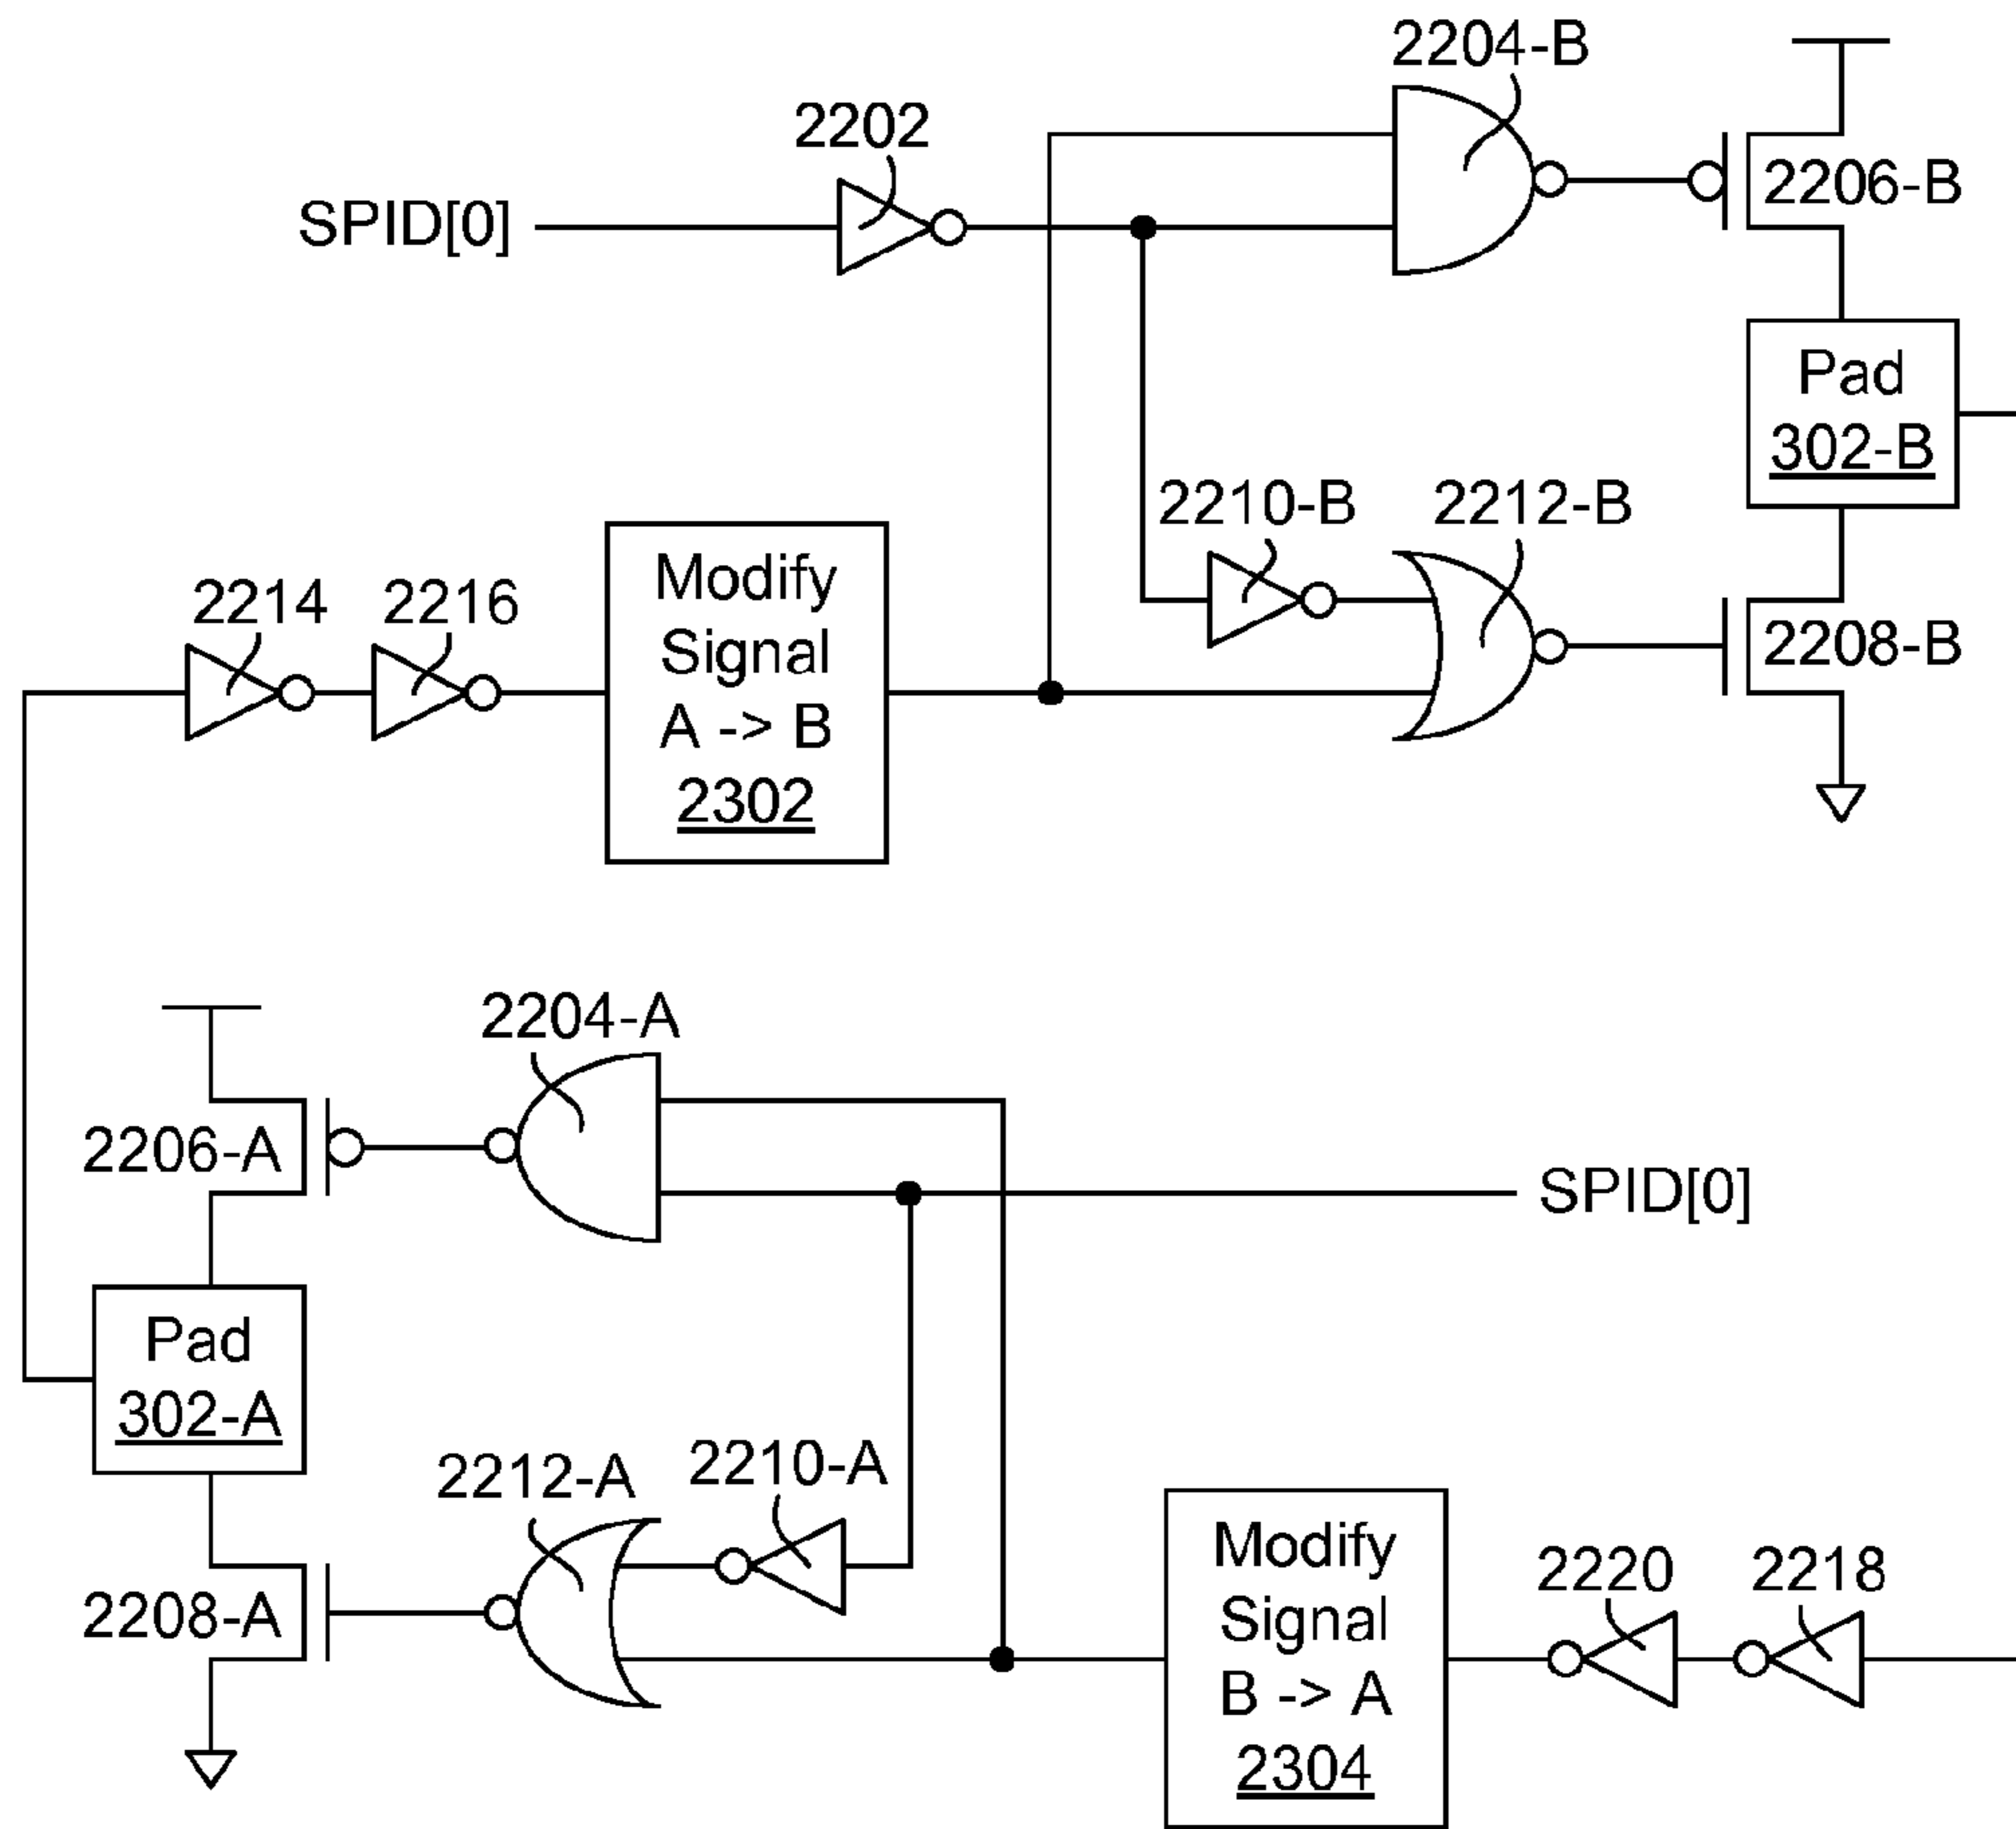 2204-B
2202
SPID[0]
2206-B
Pad
302-B
2210-B
2212-B
2214
2216
Modify
Signal
A -> B
2302
2208-B
2204-A
2206-A
SPID[0]
Pad
302-A
2212-A
2210-A
2208-A
Modify
Signal
B -> A
2304
2220
2218